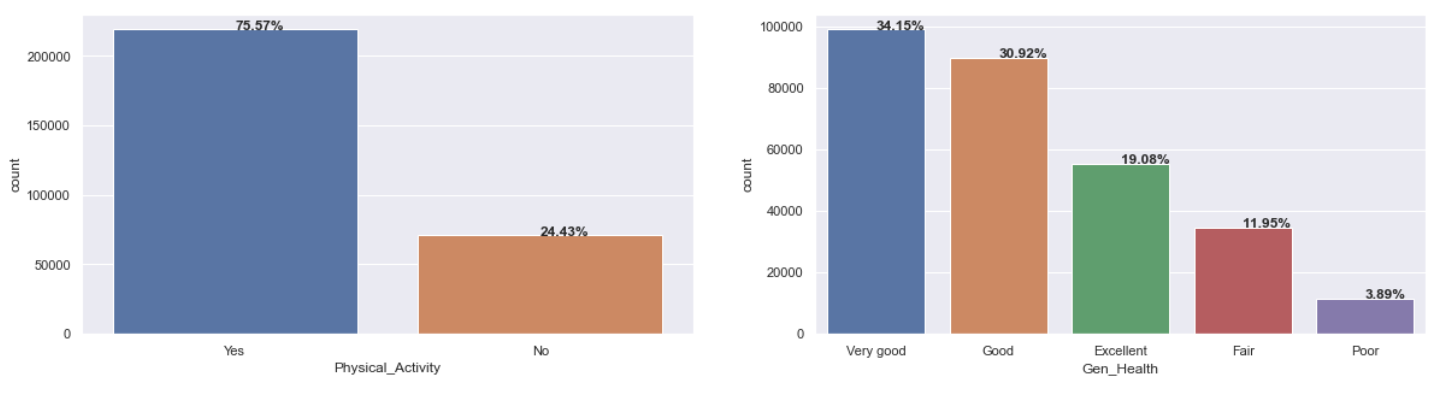 75.57%
24.43%
200000
150000
100000
50000
0
count
Yes
No
Physical_Activity
34.15%
30.92%
19.08%
11.95%
3.89%
100000
80000
60000
40000
20000
0
count
Very good
Good
Excellent
Fair
Poor
Gen_Health